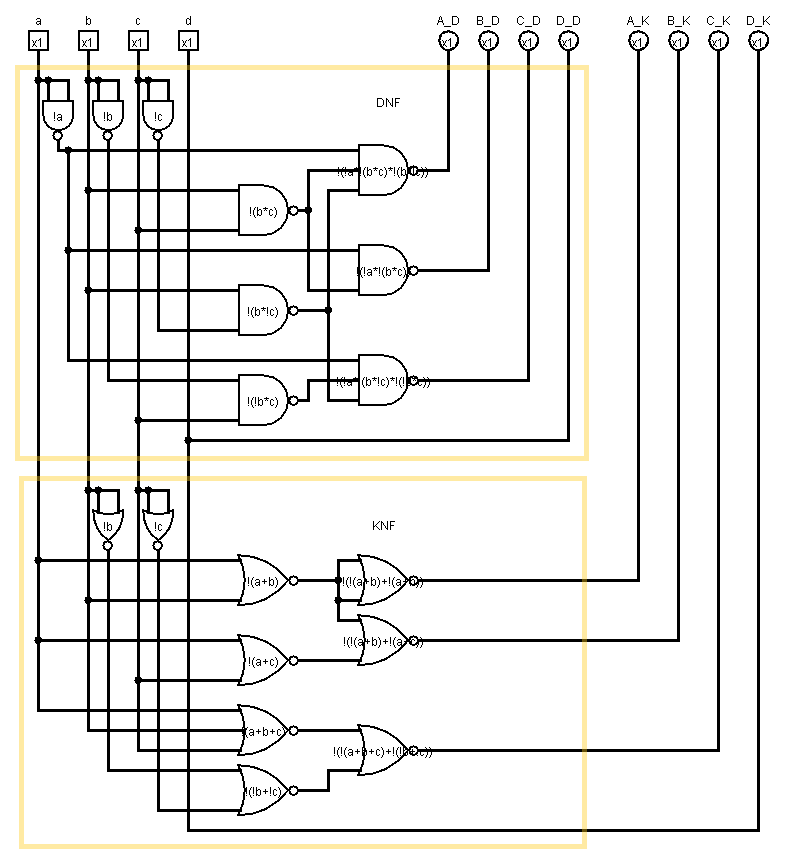 a b c d A_D B_D C_D D_D A_K B_K C_K D_K
x1 x1 x1 x1 x1 x1 x1 x1 x1 x1 x1 x1
DNF
!a !b !c
!(b*c)
!(!a*!(b*c)
!(b*!c)
!(!b*c)
KNF
!b !c
!(a+b)
!(a+c)
!(!b+!c)